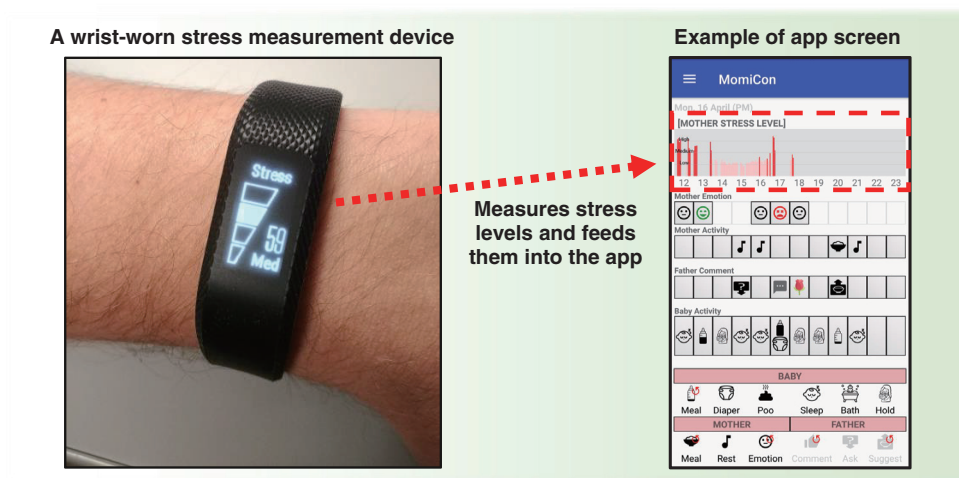 A wrist-worn stress measurement device
Example of app screen
Stress
59
Med
Measures stress
levels and feeds
them into the app
MomiCon
Mon, 16 April (PM)
[MOTHER STRESS LEVEL]
High
Medium
Low
12 13 14 15 16 17 18 19 20 21 22 23
Mother Emotion
Mother Activity
Father Comment
Baby Activity
BABY
Meal Diaper Poo Sleep Bath Hold
MOTHER FATHER
Meal Rest Emotion Comment Ask Suggest